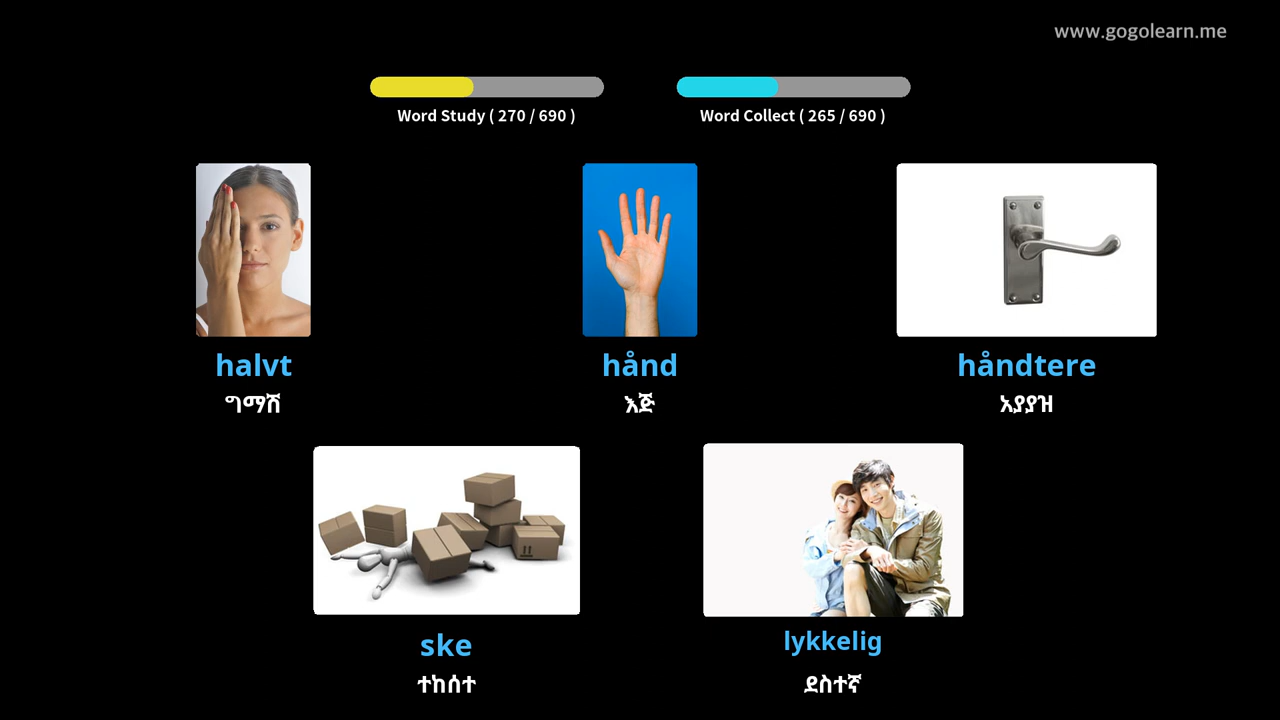 www.gogolearn.me
Word Study ( 270 / 690 )
Word Collect ( 265 / 690 )
halvt
ግማሽ
hånd
እጅ
håndtere
አያያዝ
ske
ተከሰተ
lykkelig
ደስተኛ